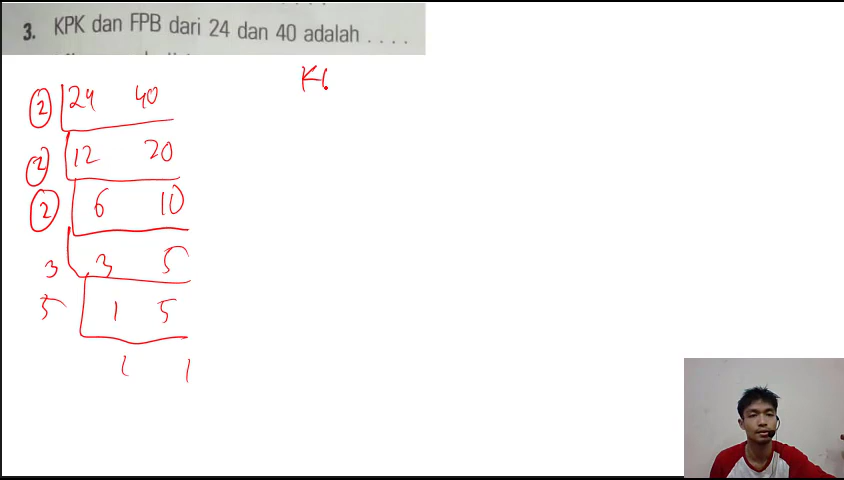 3. KPK dan FPB dari 24 dan 40 adalah . . . .
2 24 40
2 12 20
2 6 10
3 3 5
5 1 5
1 1